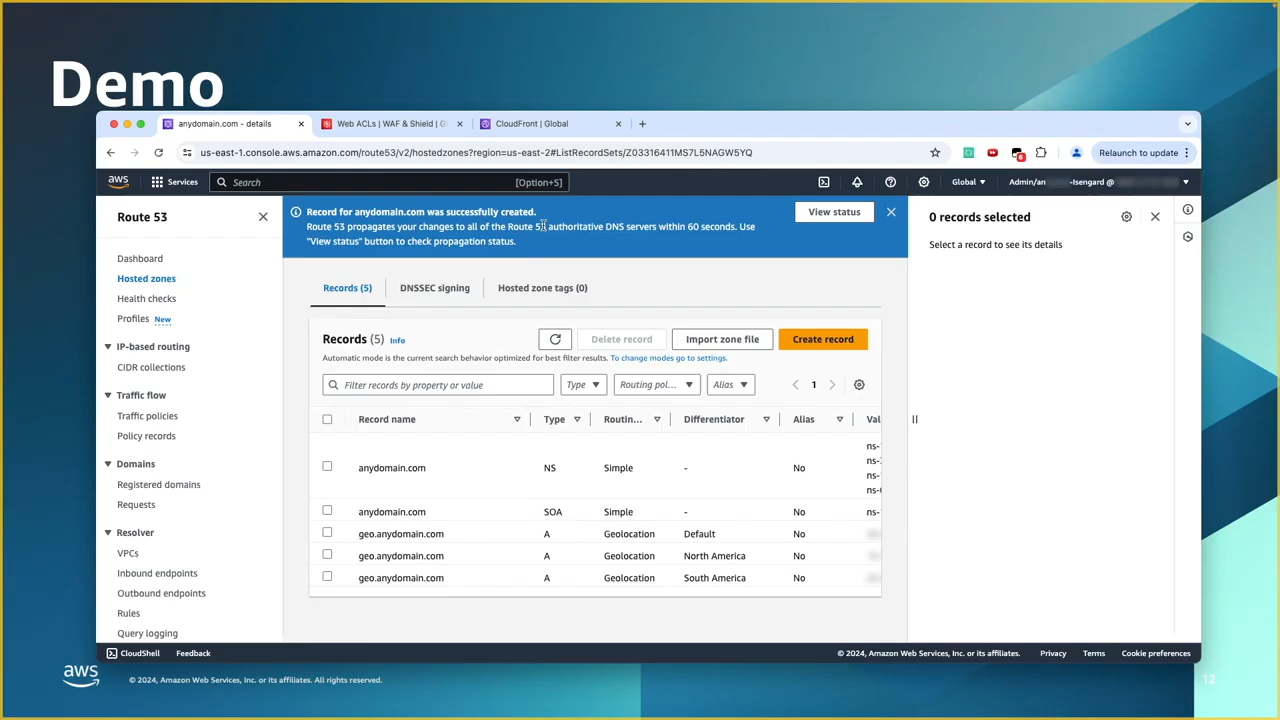 Demo
anydomain.com - details
Web ACLs | WAF & Shield | G
CloudFront | Global
us-east-1.console.aws.amazon.com/route53/v2/hostedzones?region=us-east-2#ListRecordSets/Z03316411MS7L5NAGW5YQ
6
Relaunch to update
aws
Services
Search
[Option+S]
Global
Admin/an
-Isengard @
Route 53
Dashboard
Hosted zones
Health checks
Profiles New
IP-based routing
CIDR collections
Traffic flow
Traffic policies
Policy records
Domains
Registered domains
Requests
Resolver
VPCs
Inbound endpoints
Outbound endpoints
Rules
Query logging
Record for anydomain.com was successfully created.
Route 53 propagates your changes to all of the Route 53 authoritative DNS servers within 60 seconds. Use
"View status" button to check propagation status.
View status
Records (5)
DNSSEC signing
Hosted zone tags (0)
Records (5) Info
Delete record
Import zone file
Create record
Automatic mode is the current search behavior optimized for best filter results. To change modes go to settings.
Filter records by property or value
Type
Routing pol...
Alias
1
Record name Type Routin... Differentiator Alias Val
anydomain.com NS Simple - No
ns-
ns-
ns-
ns-
anydomain.com SOA Simple - No ns-
geo.anydomain.com A Geolocation Default No
geo.anydomain.com A Geolocation North America No
geo.anydomain.com A Geolocation South America No
0 records selected
Select a record to see its details
CloudShell
Feedback
© 2024, Amazon Web Services, Inc. or its affiliates.
Privacy
Terms
Cookie preferences
aws
© 2024, Amazon Web Services, Inc. or its affiliates. All rights reserved.
12